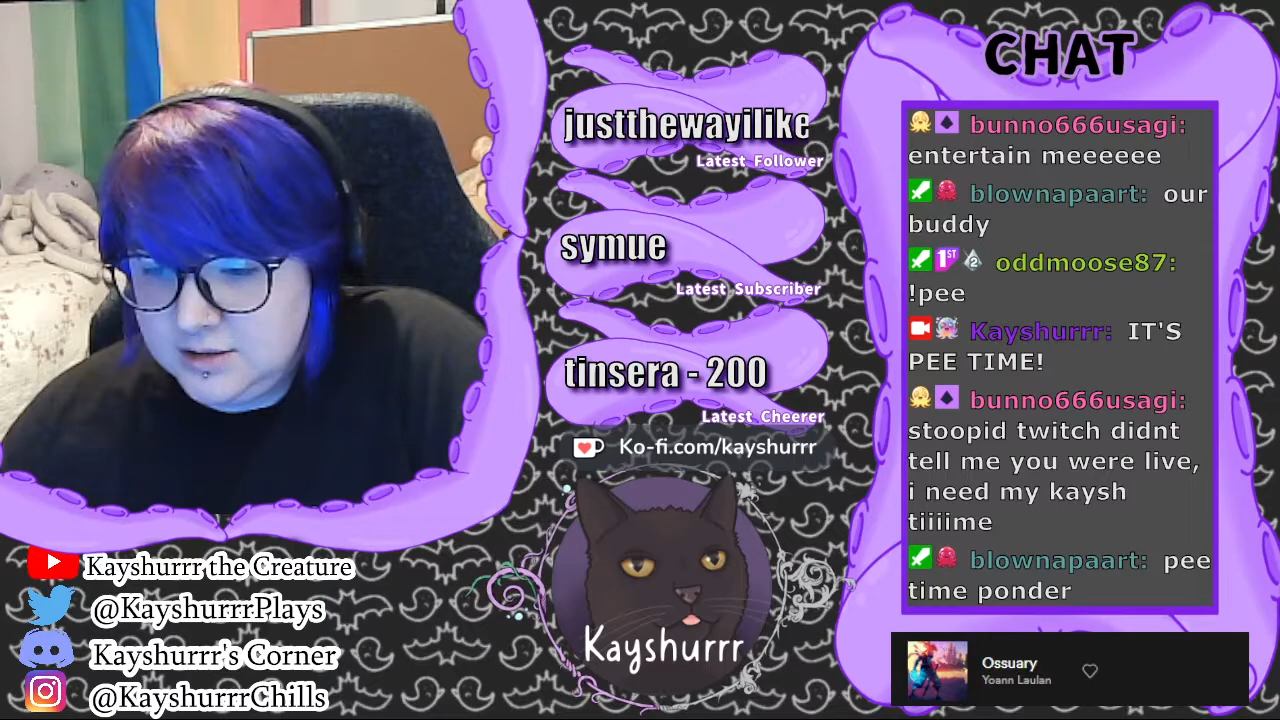 justthewayilike
Latest Follower
symue
Latest Subscriber
tinsera - 200
Latest Cheerer
Ko-fi.com/kayshurrr
Kayshurrr
Kayshurrr the Creature
@KayshurrrPlays
Kayshurrr's Corner
@KayshurrrChills
CHAT
bunno666usagi:
entertain meeeeee
blownapaart: our
buddy
1ST 2 oddmoose87:
!pee
Kayshurrr: IT'S
PEE TIME!
bunno666usagi:
stoopid twitch didnt
tell me you were live,
i need my kaysh
tiiiime
blownapaart: pee
time ponder
Ossuary
Yoann Laulan